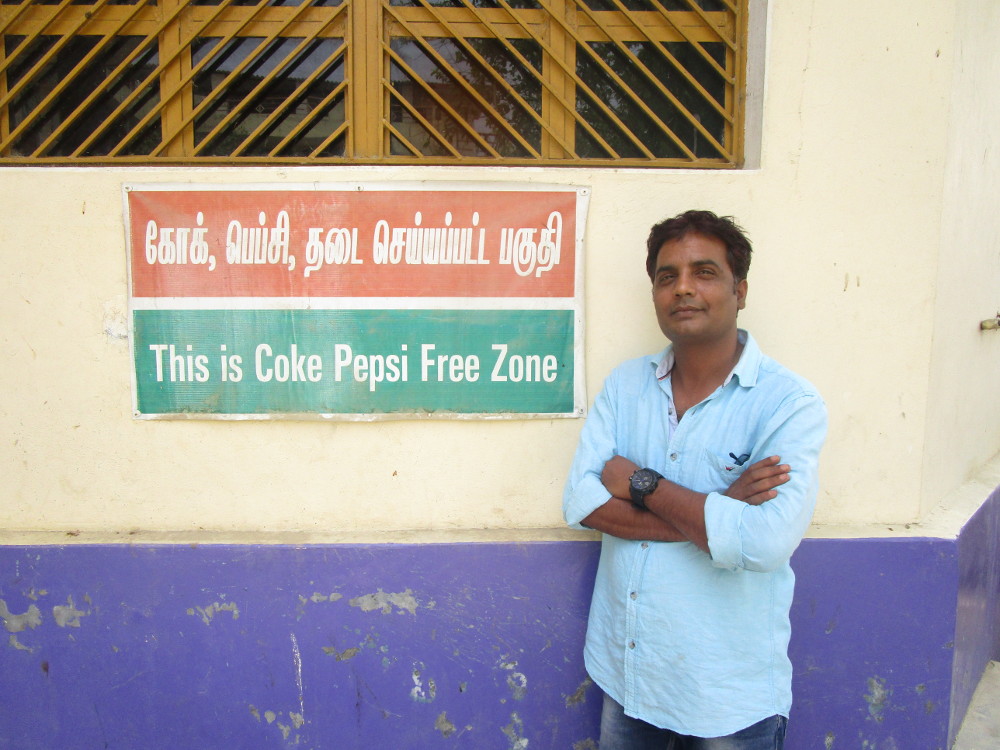 கோக், பெப்சி, தடை செய்யப்பட்ட பகுதி
This is Coke Pepsi Free Zone